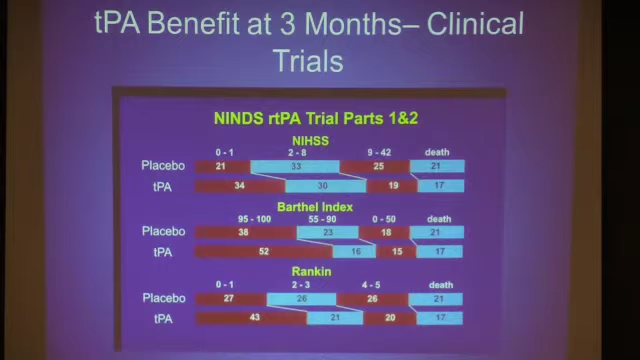 tPA Benefit at 3 Months– Clinical
Trials
NINDS rtPA Trial Parts 1&2
NIHSS
0 - 1 2 - 8 9 - 42 death
Placebo 21 33 25 21
tPA 34 30 19 17
Barthel Index
95 - 100 55 - 90 0 - 50 death
Placebo 38 23 18 21
tPA 52 16 15 17
Rankin
0 - 1 2 - 3 4 - 5 death
Placebo 27 26 26 21
tPA 43 21 20 17